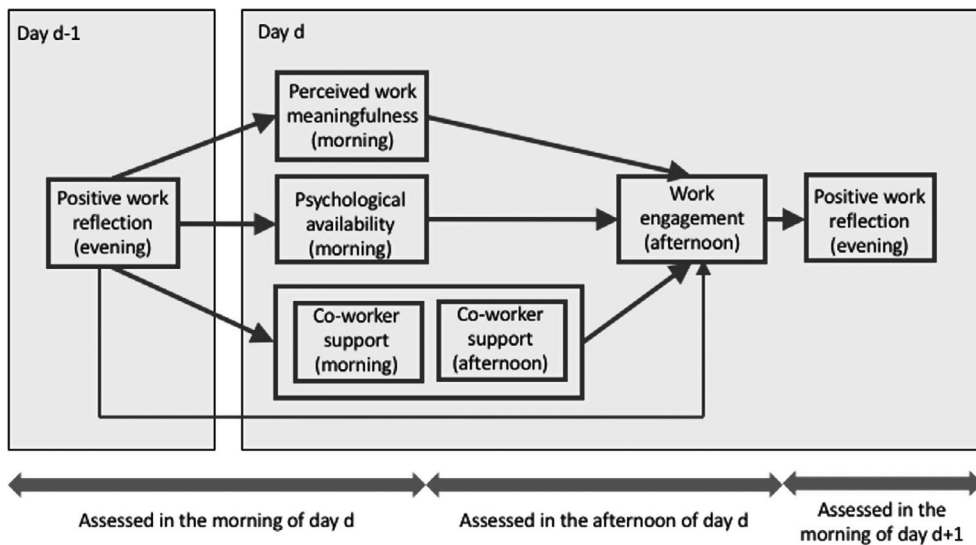 Day d-1
Day d
Perceived work
meaningfulness
(morning)
Positive work
reflection
(evening)
Psychological
availability
(morning)
Work
engagement
(afternoon)
Positive work
reflection
(evening)
Co-worker
support
(morning)
Co-worker
support
(afternoon)
Assessed in the morning of day d
Assessed in the afternoon of day d
Assessed in the
morning of day d+1